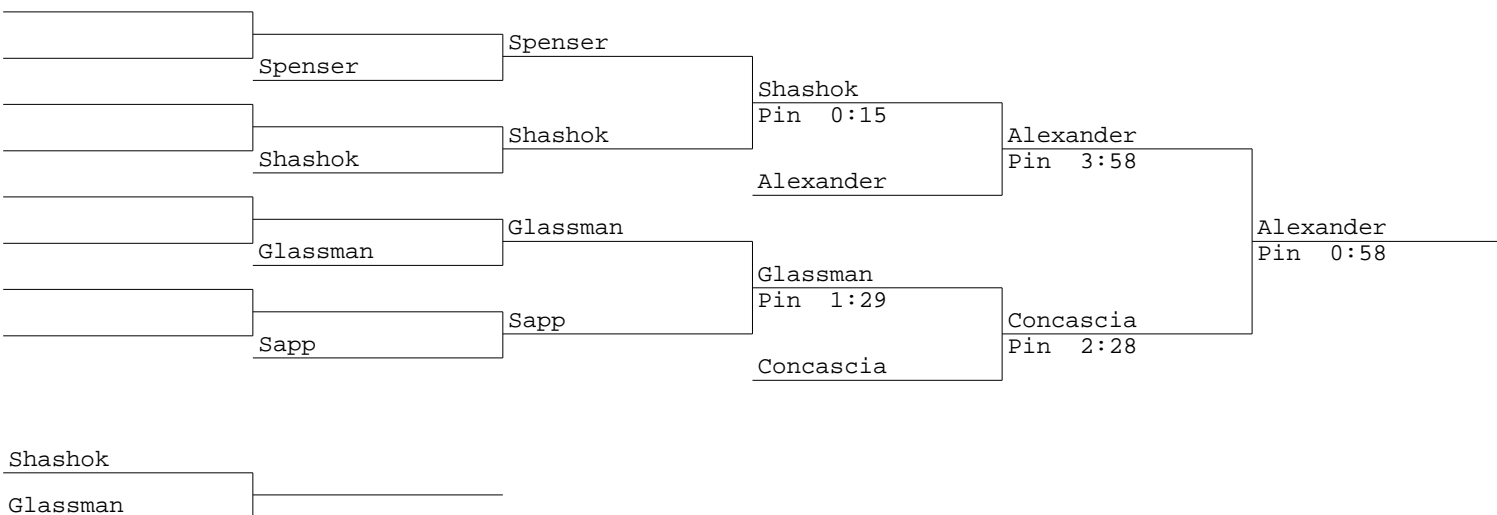 Spenser
Spenser
Shashok
Pin  0:15
Shashok
Alexander
Shashok
Pin  3:58
Alexander
Glassman
Alexander
Glassman
Pin  0:58
Glassman
Pin  1:29
Sapp
Concascia
Sapp
Pin  2:28
Concascia
Shashok
Glassman